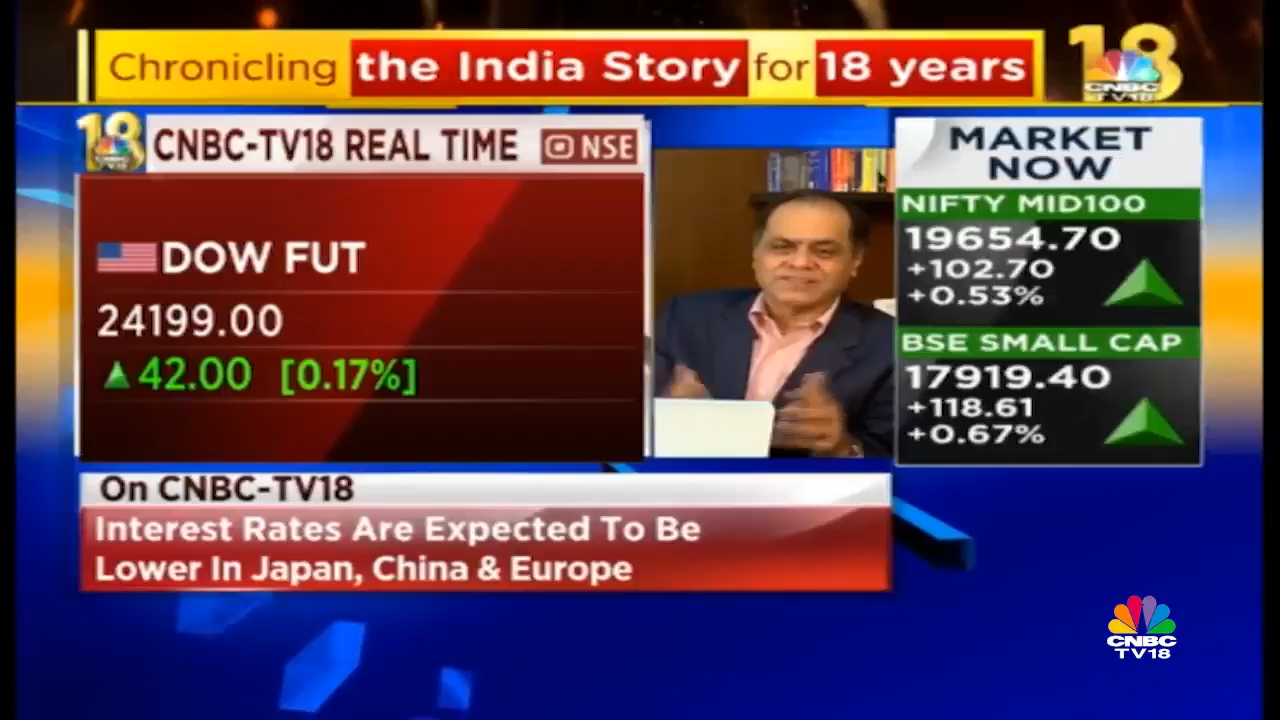 Chronicling the India Story for 18 years
18
CNBC
TV18
18
CNBC-TV18 REAL TIME
NSE
DOW FUT
24199.00
42.00 [0.17%]
MARKET
NOW
NIFTY MID100
19654.70
+102.70
+0.53%
BSE SMALL CAP
17919.40
+118.61
+0.67%
On CNBC-TV18
Interest Rates Are Expected To Be
Lower In Japan, China & Europe
CNBC
TV18